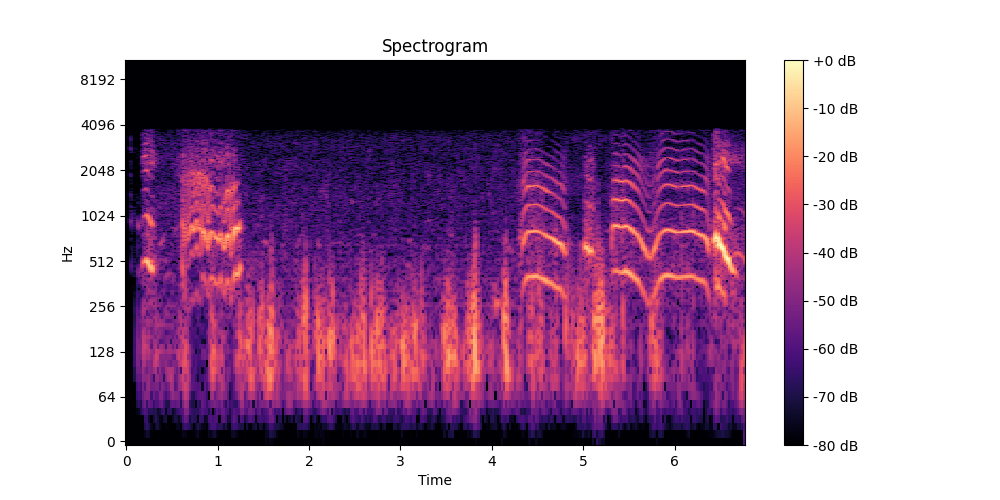 Spectrogram
Hz
8192
4096
2048
1024
512
256
128
64
0
0 1 2 3 4 5 6
Time
+0 dB
-10 dB
-20 dB
-30 dB
-40 dB
-50 dB
-60 dB
-70 dB
-80 dB